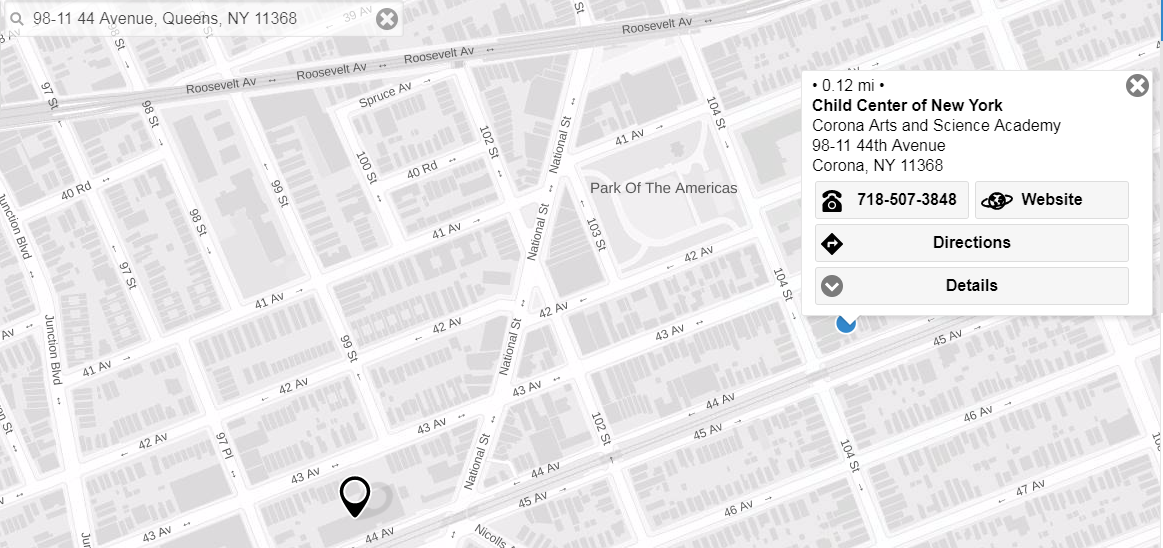 98-11 44 Avenue, Queens, NY 11368
39 Av
Roosevelt Av
Roosevelt Av
Roosevelt Av
Roosevelt Av
National St
97 St
98 St
Spruce Av
102 St
104 St
• 0.12 mi •
Child Center of New York
Corona Arts and Science Academy
98-11 44th Avenue
Corona, NY 11368
718-507-3848
Website
Directions
Details
41 Av
National St
40 Rd
100 St
40 Rd
99 St
Park Of The Americas
Junction Blvd
98 St
41 Av
National St
103 St
42 Av
97 St
41 Av
104 St
42 Av
Junction Blvd
42 Av
43 Av
45 Av
National St
99 St
41 Av
42 Av
43 Av
44 Av
46 Av
43 Av
45 Av
102 St
42 Av
97 Pl
National St
104 St
43 Av
44 Av
47 Av
45 Av
46 Av
43 Av
44 Av
Nicolls A